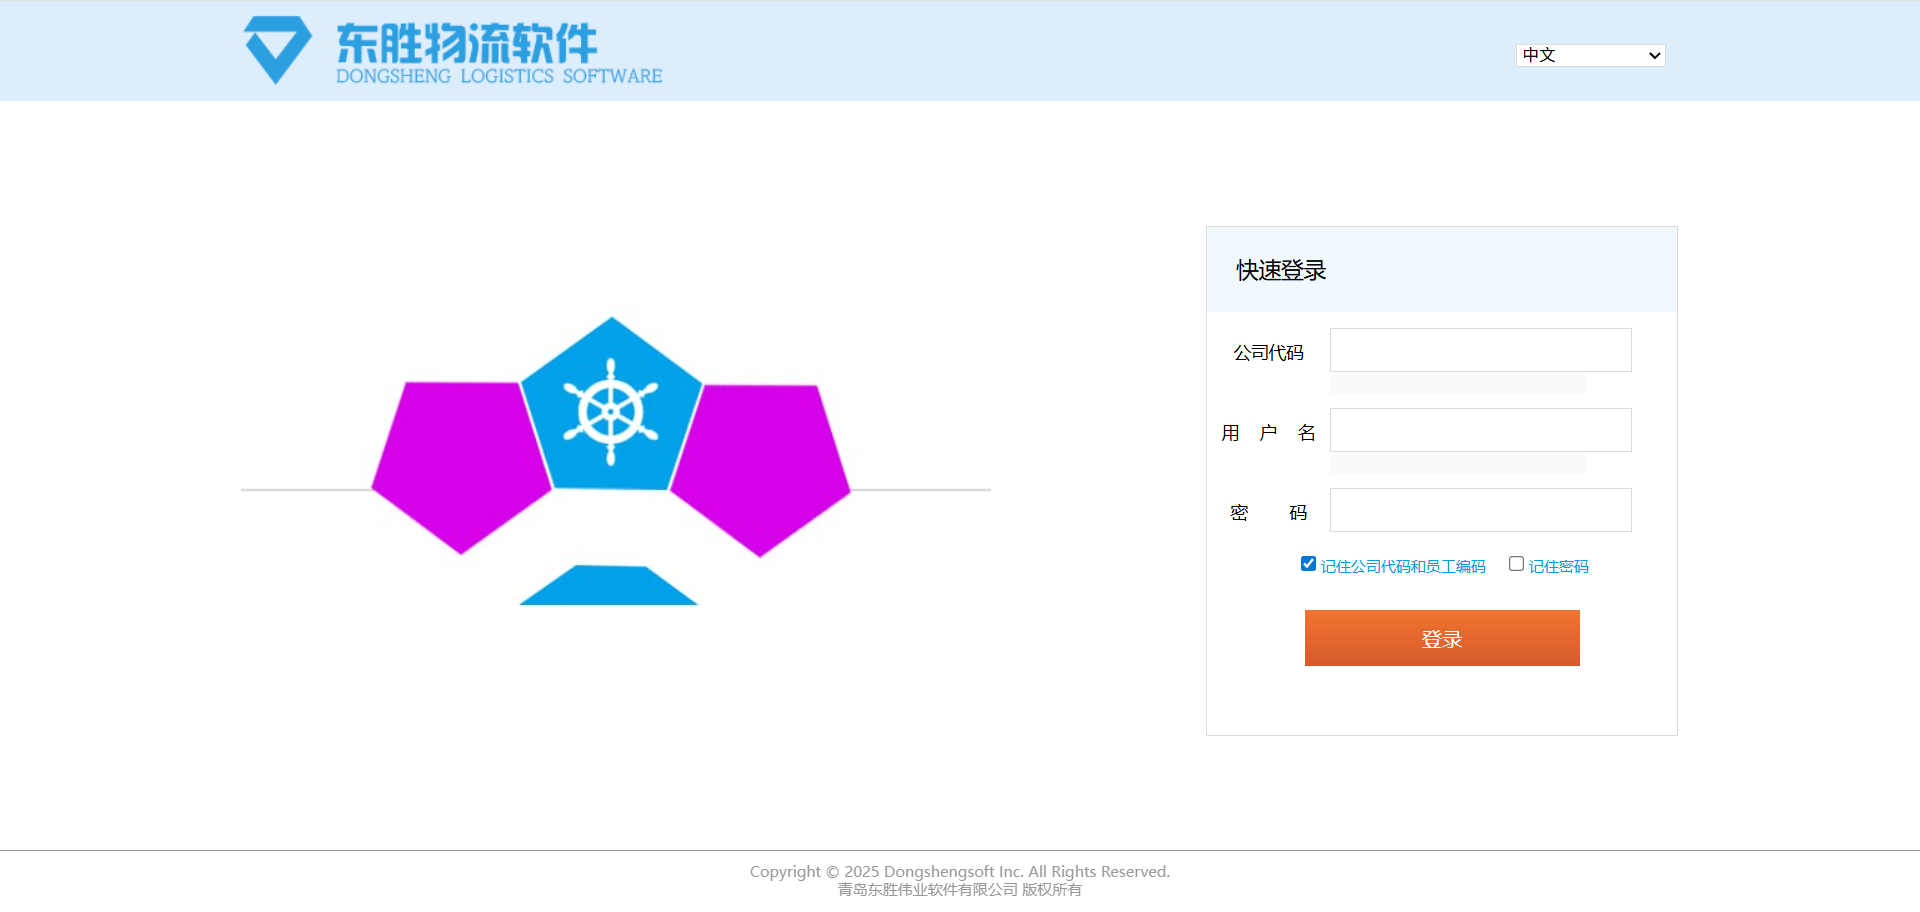 东胜物流软件
DONGSHENG LOGISTICS SOFTWARE
中文
快速登录
公司代码
用 户 名
密 码
记住公司代码和员工编码 记住密码
登录
Copyright © 2025 Dongshengsoft Inc. All Rights Reserved.
青岛东胜伟业软件有限公司 版权所有